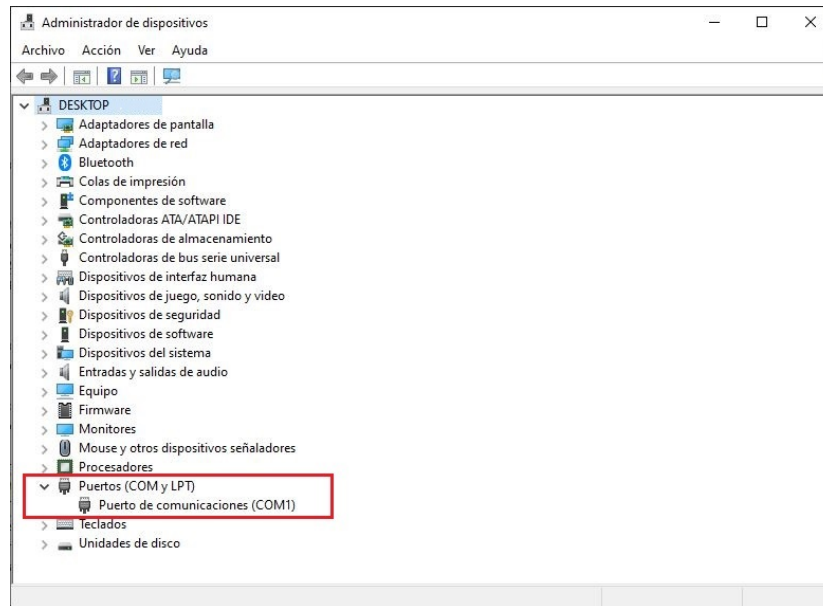 Administrador de dispositivos
Archivo Acción Ver Ayuda
DESKTOP
Adaptadores de pantalla
Adaptadores de red
Bluetooth
Colas de impresión
Componentes de software
Controladoras ATA/ATAPI IDE
Controladoras de almacenamiento
Controladoras de bus serie universal
Dispositivos de interfaz humana
Dispositivos de juego, sonido y video
Dispositivos de seguridad
Dispositivos de software
Dispositivos del sistema
Entradas y salidas de audio
Equipo
Firmware
Monitores
Mouse y otros dispositivos señaladores
Procesadores
Puertos (COM y LPT)
Puerto de comunicaciones (COM1)
Teclados
Unidades de disco